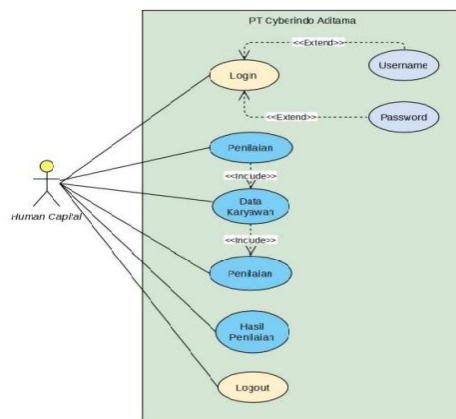 PT Cyberindo Aditama
<<Extend>>
Username
Login
<<Extend>>
Password
Penilaian
<<Include>>
Data
Karyawan
Human Capital
<<Include>>
Penilaian
Hasil
Penilaian
Logout